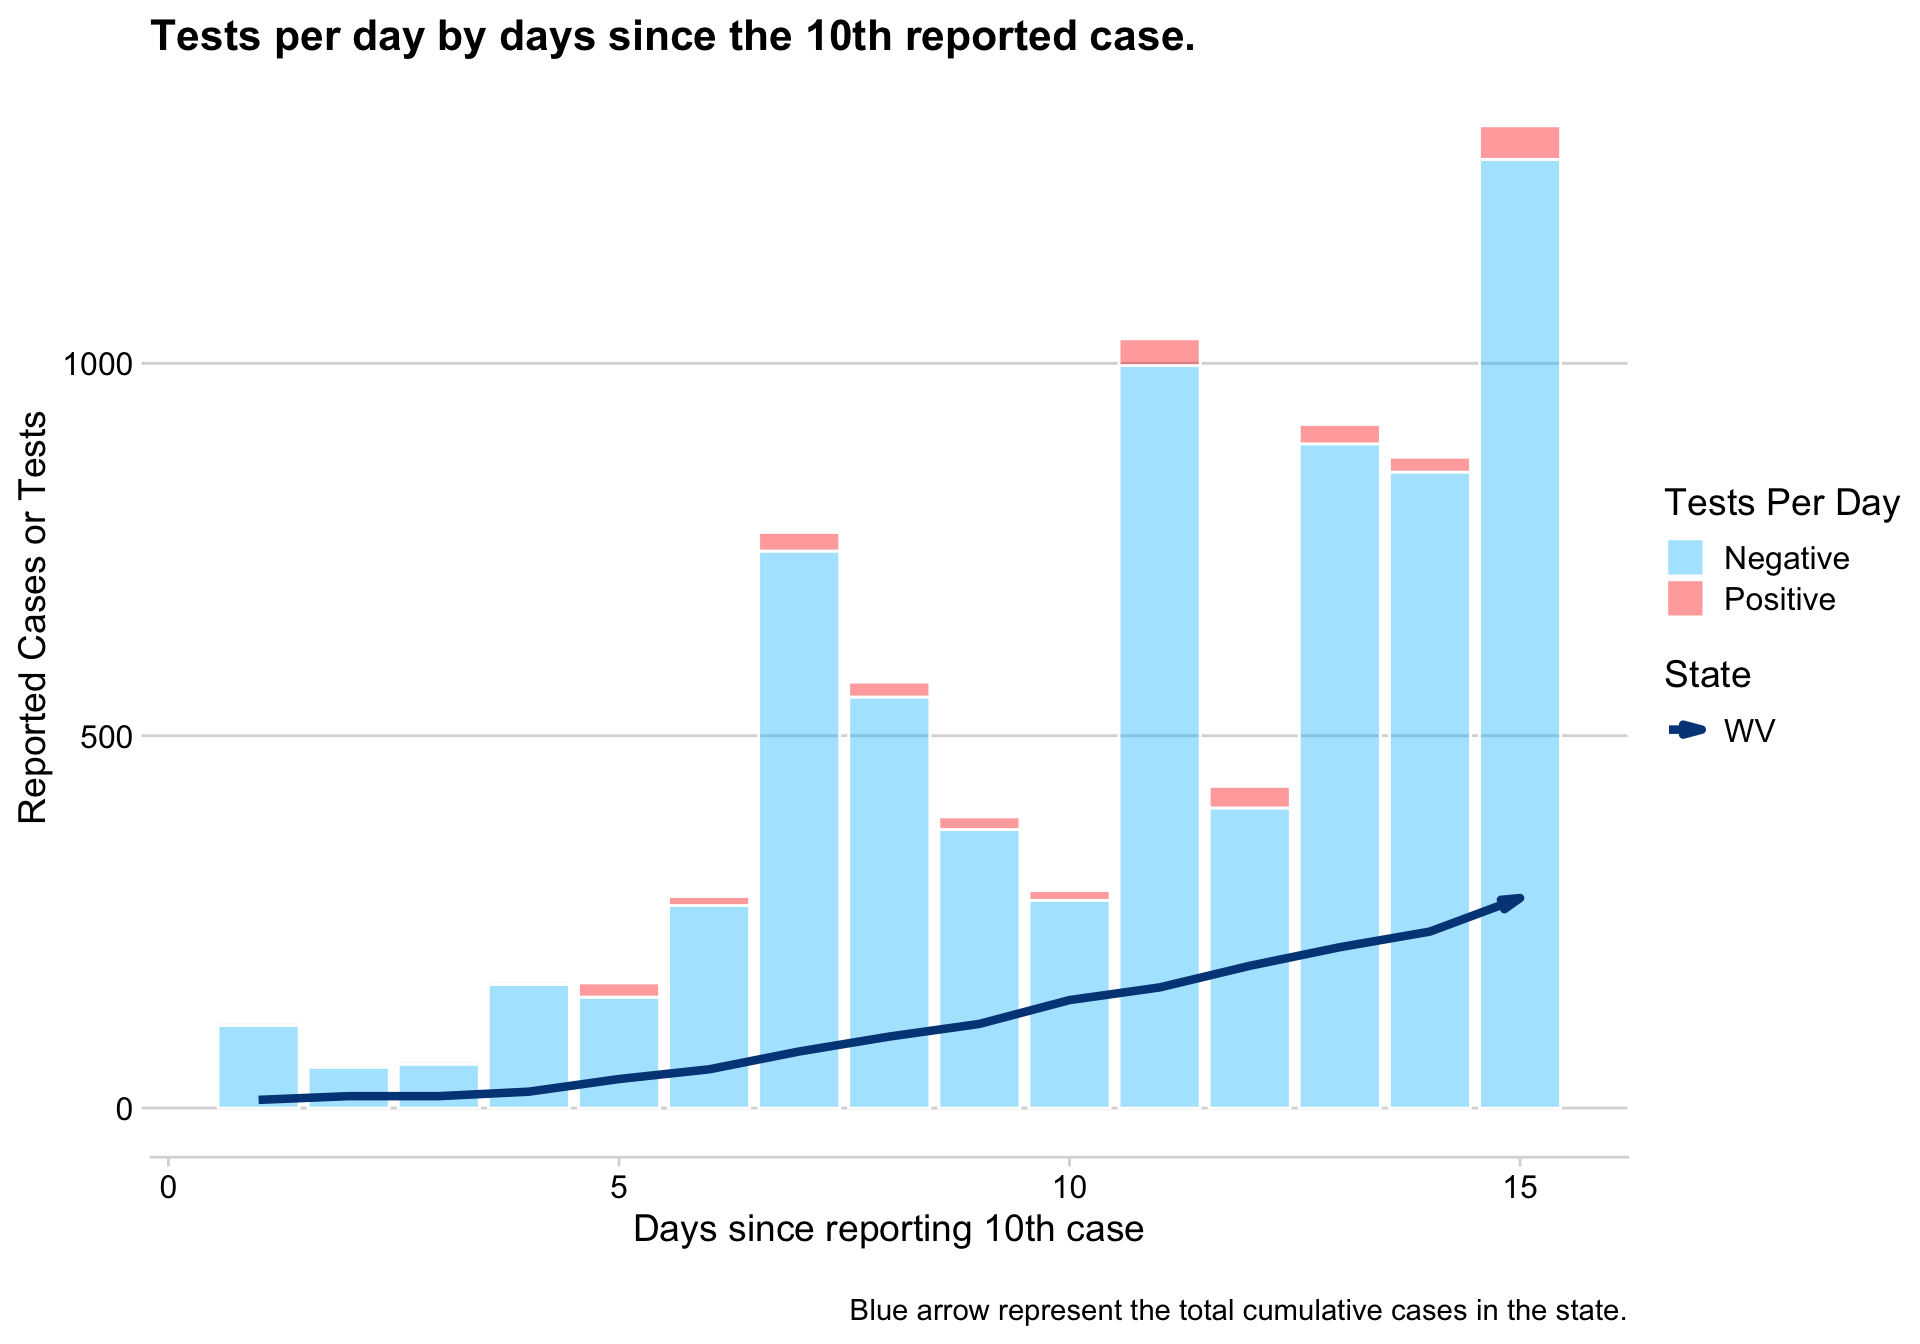 Tests per day by days since the 10th reported case.
Reported Cases or Tests
1000
500
0
0
5
10
15
Days since reporting 10th case
Tests Per Day
Negative
Positive
State
WV
Blue arrow represent the total cumulative cases in the state.